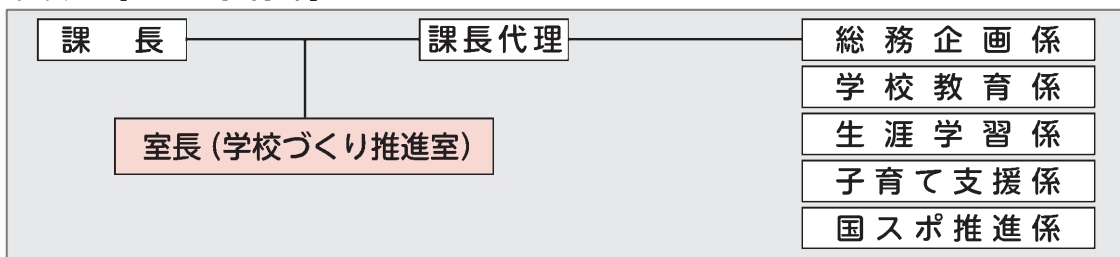 課長
課長代理
総務企画係
学校教育係
生涯学習係
子育て支援係
国スポ推進係
室長(学校づくり推進室)